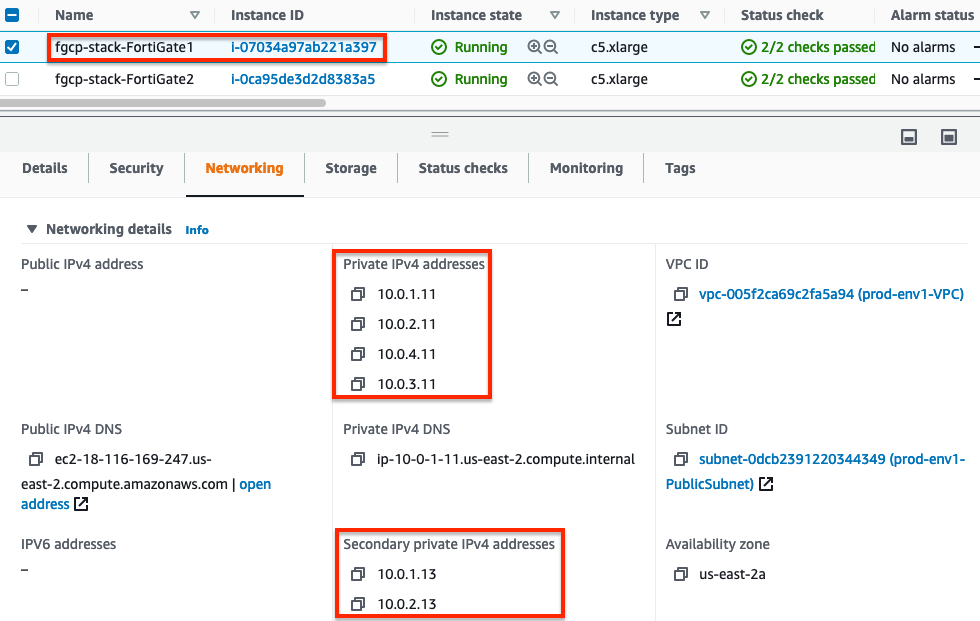 Name Instance ID Instance state Instance type Status check Alarm status
fgcp-stack-FortiGate1 i-07034a97ab221a397 Running c5.xlarge 2/2 checks passed No alarms
fgcp-stack-FortiGate2 i-0ca95de3d2d8383a5 Running c5.xlarge 2/2 checks passed No alarms
Details Security Networking Storage Status checks Monitoring Tags
Networking details Info
Public IPv4 address
–
Private IPv4 addresses
10.0.1.11
10.0.2.11
10.0.4.11
10.0.3.11
VPC ID
vpc-005f2ca69c2fa5a94 (prod-env1-VPC)
Public IPv4 DNS
ec2-18-116-169-247.us-
east-2.compute.amazonaws.com | open
address
Private IPv4 DNS
ip-10-0-1-11.us-east-2.compute.internal
Subnet ID
subnet-0dcb2391220344349 (prod-env1-
PublicSubnet)
IPV6 addresses
–
Secondary private IPv4 addresses
10.0.1.13
10.0.2.13
Availability zone
us-east-2a